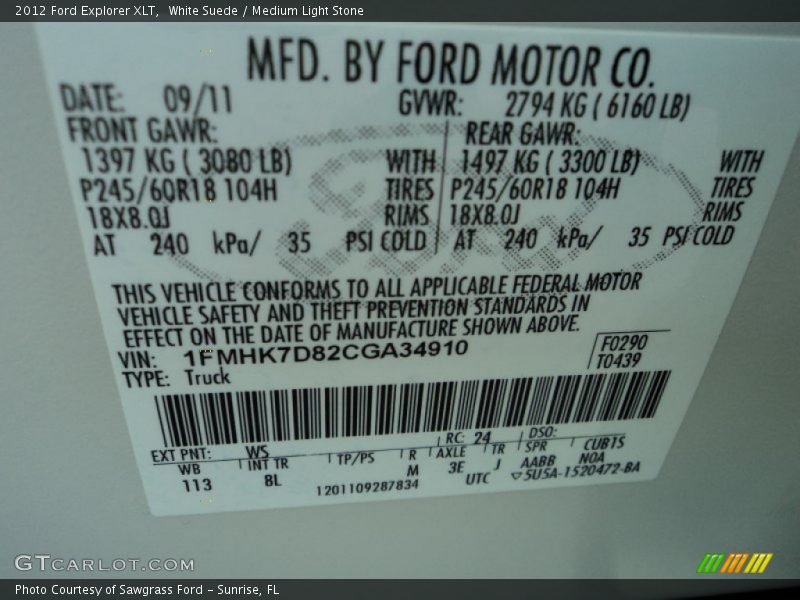 2012 Ford Explorer XLT,  White Suede / Medium Light Stone
MFD. BY FORD MOTOR CO.
DATE: 09/11 GVWR: 2794 KG ( 6160 LB)
FRONT GAWR: REAR GAWR:
1397 KG ( 3080 LB) WITH 1497 KG ( 3300 LB) WITH
P245/60R18 104H TIRES P245/60R18 104H TIRES
18X8.0J RIMS 18X8.0J RIMS
AT 240 kPa/ 35 PSI COLD AT 240 kPa/ 35 PSI COLD
THIS VEHICLE CONFORMS TO ALL APPLICABLE FEDERAL MOTOR
VEHICLE SAFETY AND THEFT PREVENTION STANDARDS IN
EFFECT ON THE DATE OF MANUFACTURE SHOWN ABOVE.
VIN: 1FMHK7D82CGA34910 F0290
TYPE: Truck T0439
EXT PNT: WS RC: 24 DSO:
WB INT TR TP/PS R AXLE TR SPR CUBTS
113 8L M 3E J AABB NOA
1201109287834 UTC ▽5U5A-1520472-BA
GTCARLOT.COM
Photo Courtesy of Sawgrass Ford - Sunrise, FL